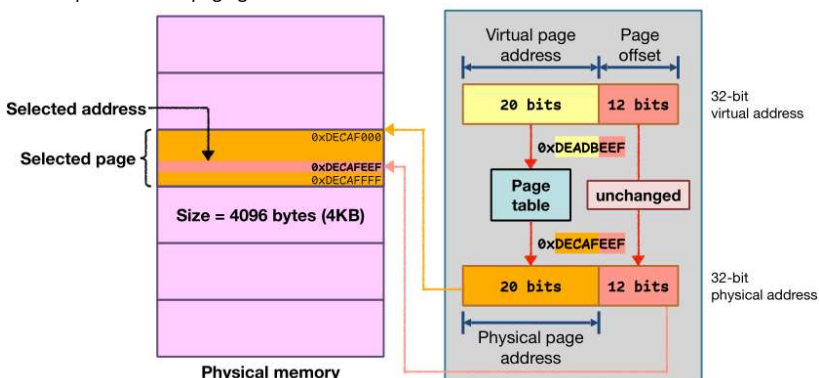 Virtual page
address
Page
offset
20 bits
12 bits
32-bit
virtual address
Selected address
Selected page
0xDECAF000
0xDECAFEEF
0xDECAFFFF
0xDEADBEEF
Page
table
unchanged
Size = 4096 bytes (4KB)
0xDECAFEEF
20 bits
12 bits
32-bit
physical address
Physical page
address
Physical memory